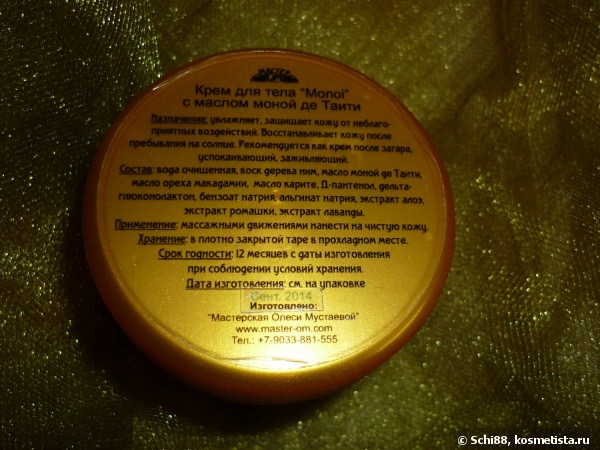 МАСТЕР
Крем для тела "Monoi"
с маслом моной де Таити
Назначение: увлажняет, защищает кожу от неблаго-
приятных воздействий. Восстанавливает кожу после
пребывания на солнце. Рекомендуется как крем после загара,
успокаивающий, заживляющий.
Состав: вода очищенная, воск дерева ним, масло моной де Таити,
масло ореха макадамии, масло карите, Д-пантенол, дельта-
глюконолактон, бензоат натрия, альгинат натрия, экстракт алоэ,
экстракт ромашки, экстракт лаванды.
Применение: массажными движениями нанести на чистую кожу.
Хранение: в плотно закрытой таре в прохладном месте.
Срок годности: 12 месяцев с даты изготовления
при соблюдении условий хранения.
Дата изготовления: см. на упаковке
Сент. 2014
Изготовлено:
"Мастерская Олеси Мустаевой"
www.master-om.com
Тел.: +7-9033-881-555
© Schi88, kosmetista.ru